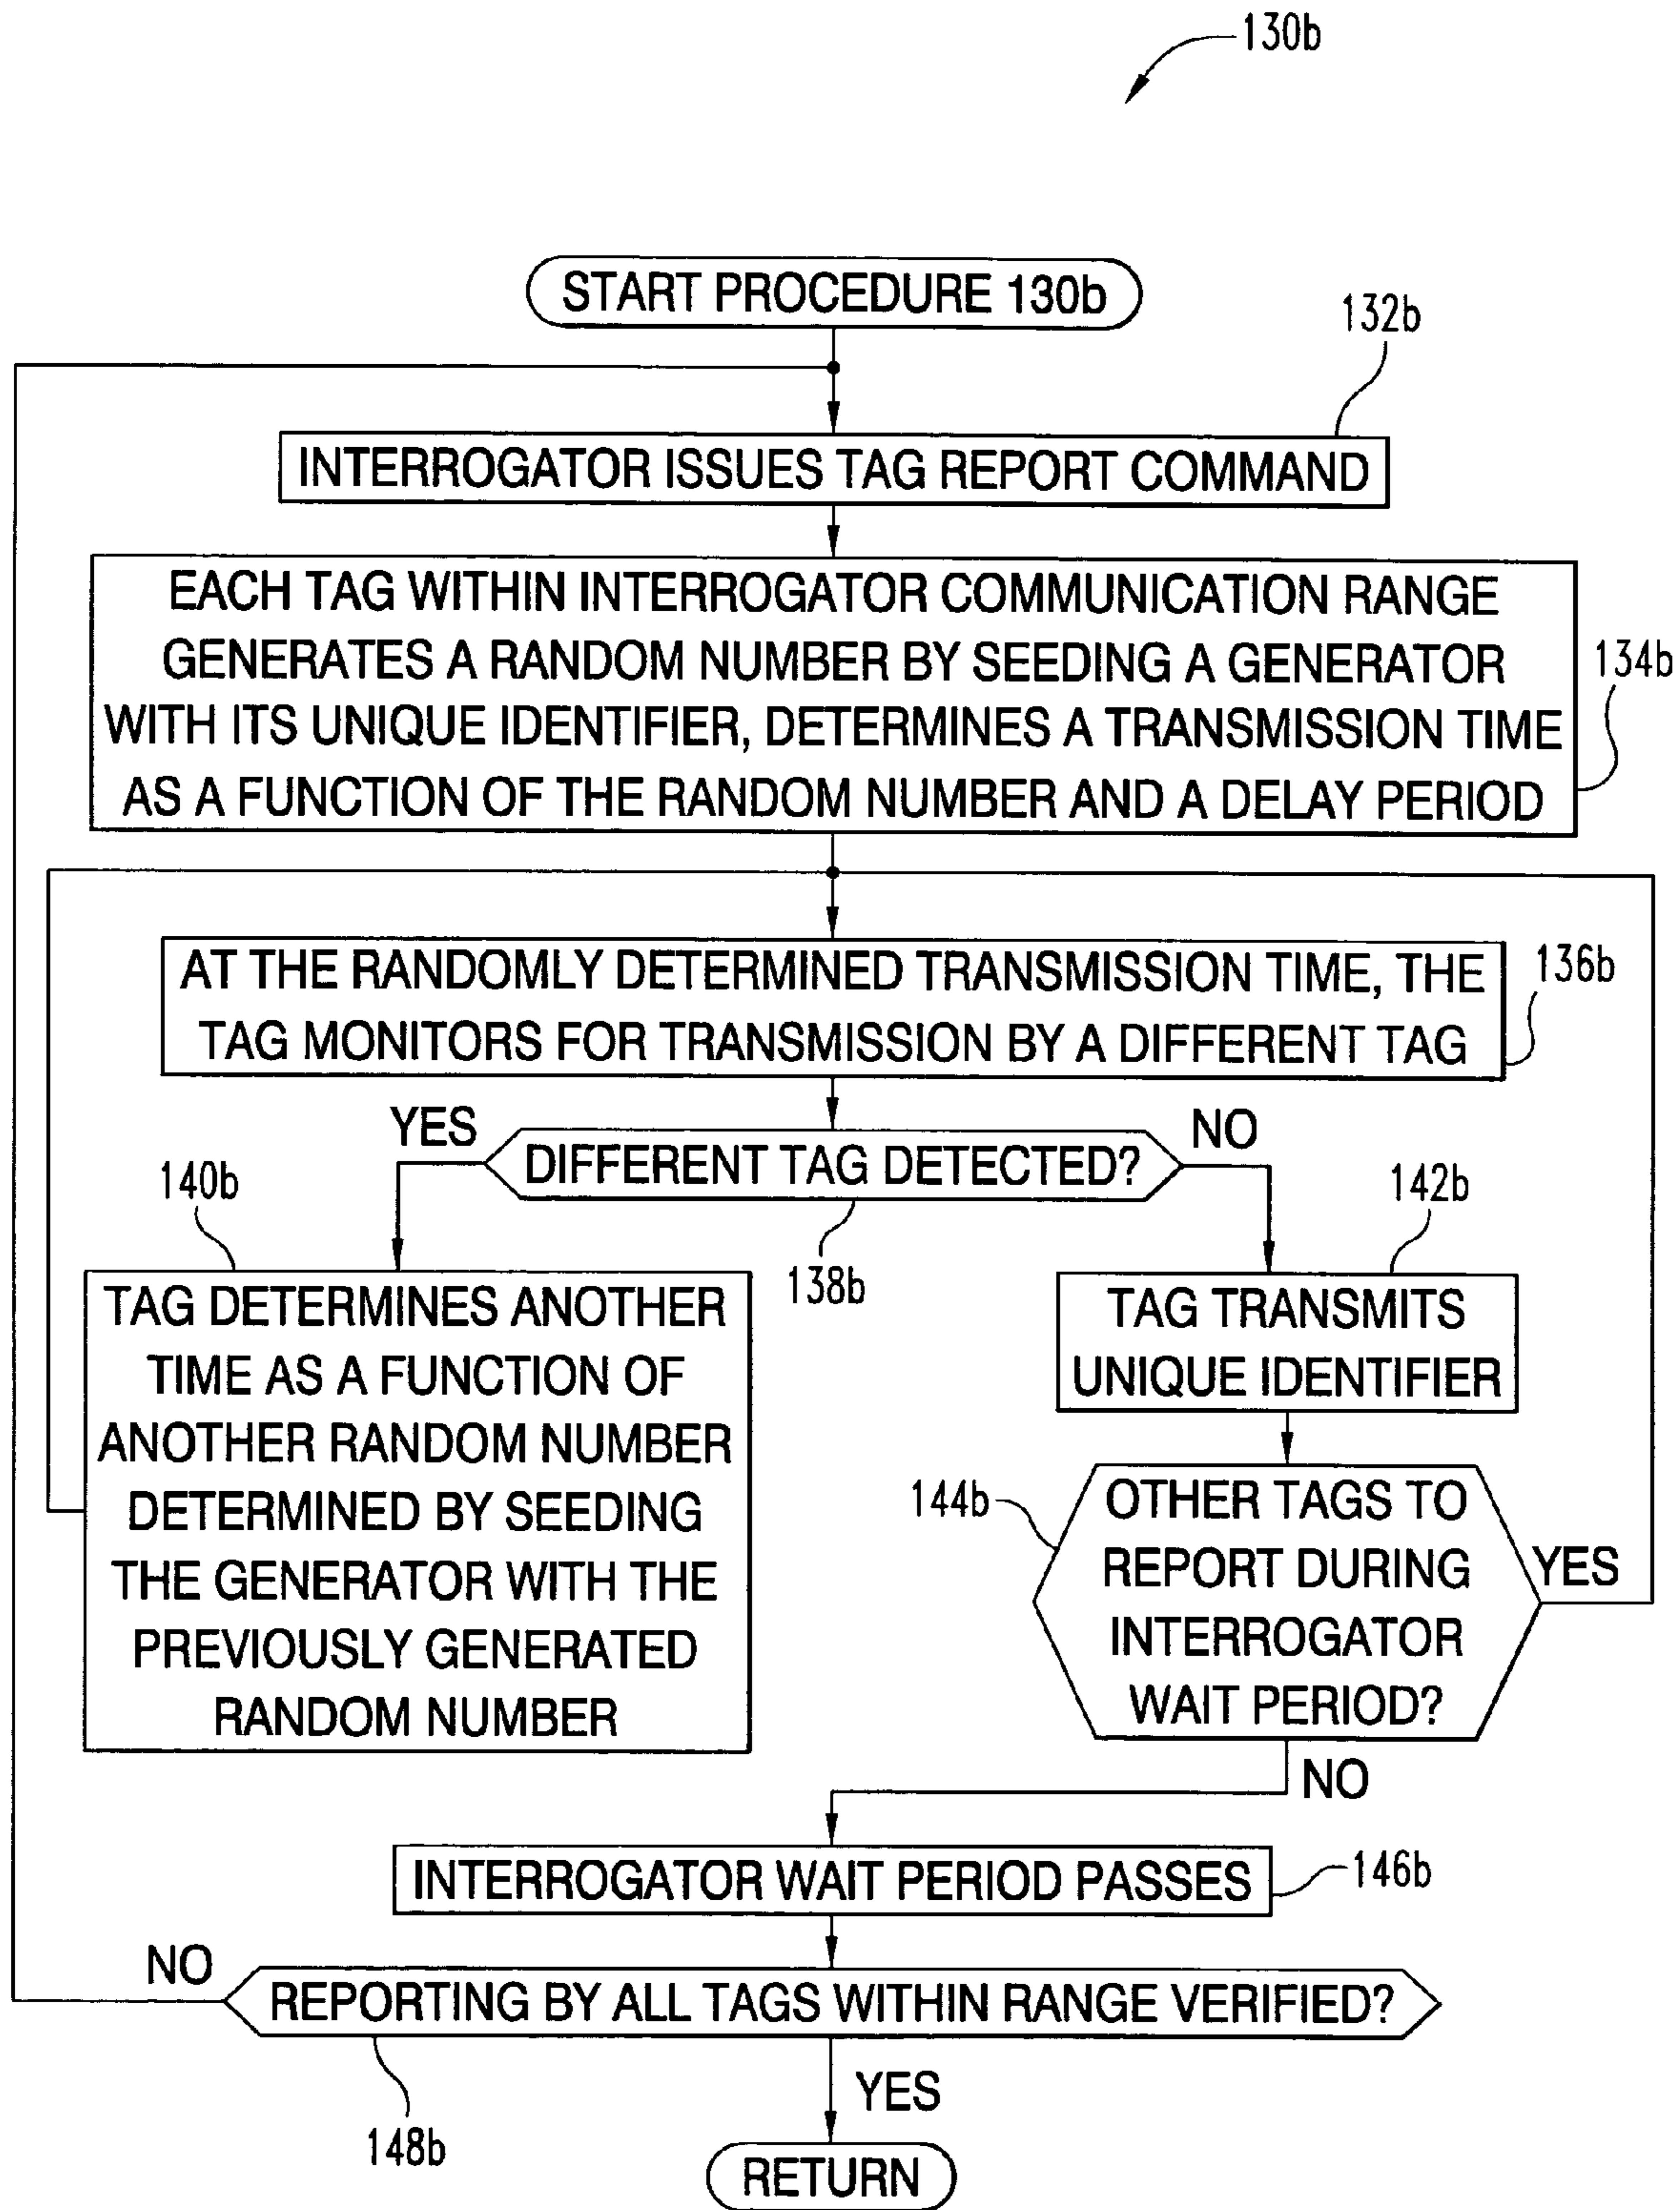 130b
START PROCEDURE 130b
132b
INTERROGATOR ISSUES TAG REPORT COMMAND
EACH TAG WITHIN INTERROGATOR COMMUNICATION RANGE
GENERATES A RANDOM NUMBER BY SEEDING A GENERATOR
WITH ITS UNIQUE IDENTIFIER, DETERMINES A TRANSMISSION TIME
AS A FUNCTION OF THE RANDOM NUMBER AND A DELAY PERIOD
134b
AT THE RANDOMLY DETERMINED TRANSMISSION TIME, THE
TAG MONITORS FOR TRANSMISSION BY A DIFFERENT TAG
136b
YES
DIFFERENT TAG DETECTED?
NO
138b
140b
TAG DETERMINES ANOTHER
TIME AS A FUNCTION OF
ANOTHER RANDOM NUMBER
DETERMINED BY SEEDING
THE GENERATOR WITH THE
PREVIOUSLY GENERATED
RANDOM NUMBER
142b
TAG TRANSMITS
UNIQUE IDENTIFIER
144b
OTHER TAGS TO
REPORT DURING
INTERROGATOR
WAIT PERIOD?
YES
NO
INTERROGATOR WAIT PERIOD PASSES
146b
NO
REPORTING BY ALL TAGS WITHIN RANGE VERIFIED?
148b
YES
RETURN